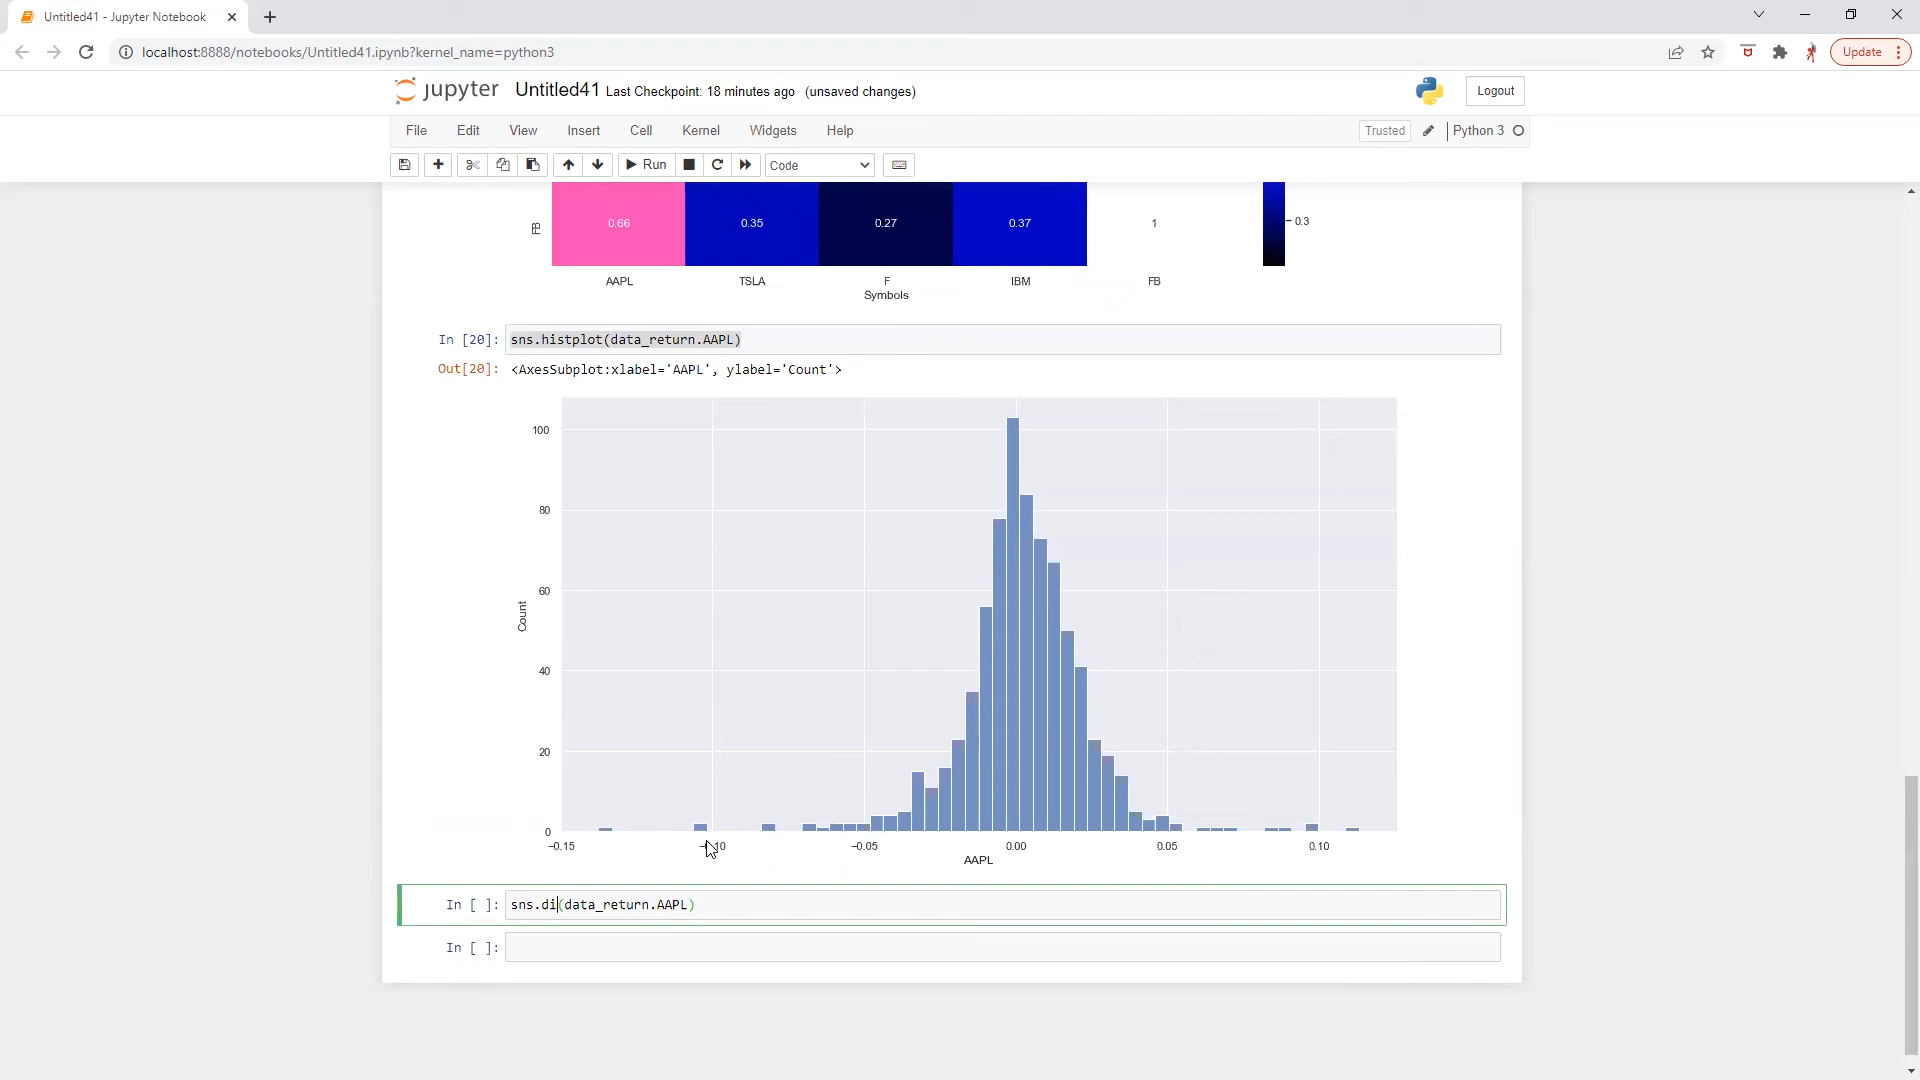 Untitled41 - Jupyter Notebook
localhost:8888/notebooks/Untitled41.ipynb?kernel_name=python3
Update
jupyter Untitled41 Last Checkpoint: 18 minutes ago (unsaved changes)
Logout
File Edit View Insert Cell Kernel Widgets Help
Trusted Python 3
Run Code
FB 0.66 0.35 0.27 0.37 1
0.3
AAPL TSLA F IBM FB
Symbols
In [20]: sns.histplot(data_return.AAPL)
Out[20]: <AxesSubplot:xlabel='AAPL', ylabel='Count'>
100
80
60
Count
40
20
0
−0.15 −0.05 0.00 0.05 0.10
AAPL
In [ ]: sns.di(data_return.AAPL)
In [ ]: